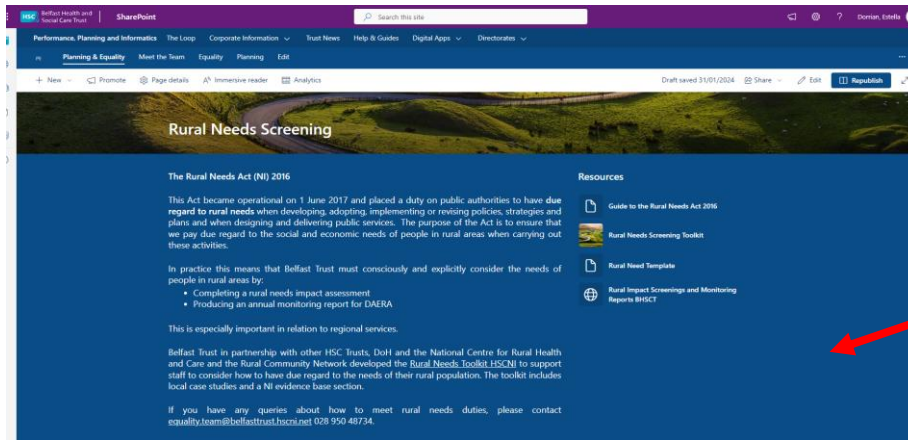 HSC Belfast Health and Social Care Trust
SharePoint
Search this site
?
Dornian, Estella
Performance, Planning and Informatics The Loop Corporate Information Trust News Help & Guides Digital Apps Directorates
Planning & Equality Meet the Team Equality Planning Edit
...
+ New Promote Page details Immersive reader Analytics
Draft saved 31/01/2024 Share Edit Republish
Rural Needs Screening
The Rural Needs Act (NI) 2016
This Act became operational on 1 June 2017 and placed a duty on public authorities to have due
regard to rural needs when developing, adopting, implementing or revising policies, strategies and
plans and when designing and delivering public services. The purpose of the Act is to ensure that
we pay due regard to the social and economic needs of people in rural areas when carrying out
these activities.
In practice this means that Belfast Trust must consciously and explicitly consider the needs of
people in rural areas by:
• Completing a rural needs impact assessment
• Producing an annual monitoring report for DAERA
This is especially important in relation to regional services.
Belfast Trust in partnership with other HSC Trusts, DoH and the National Centre for Rural Health
and Care and the Rural Community Network developed the Rural Needs Toolkit HSCNI to support
staff to consider how to have due regard to the needs of their rural population. The toolkit includes
local case studies and a NI evidence base section.
If you have any queries about how to meet rural needs duties, please contact
equality.team@belfasttrust.hscni.net 028 950 48734.
Resources
Guide to the Rural Needs Act 2016
Rural Needs Screening Toolkit
Rural Need Template
Rural Impact Screenings and Monitoring
Reports BHSCT